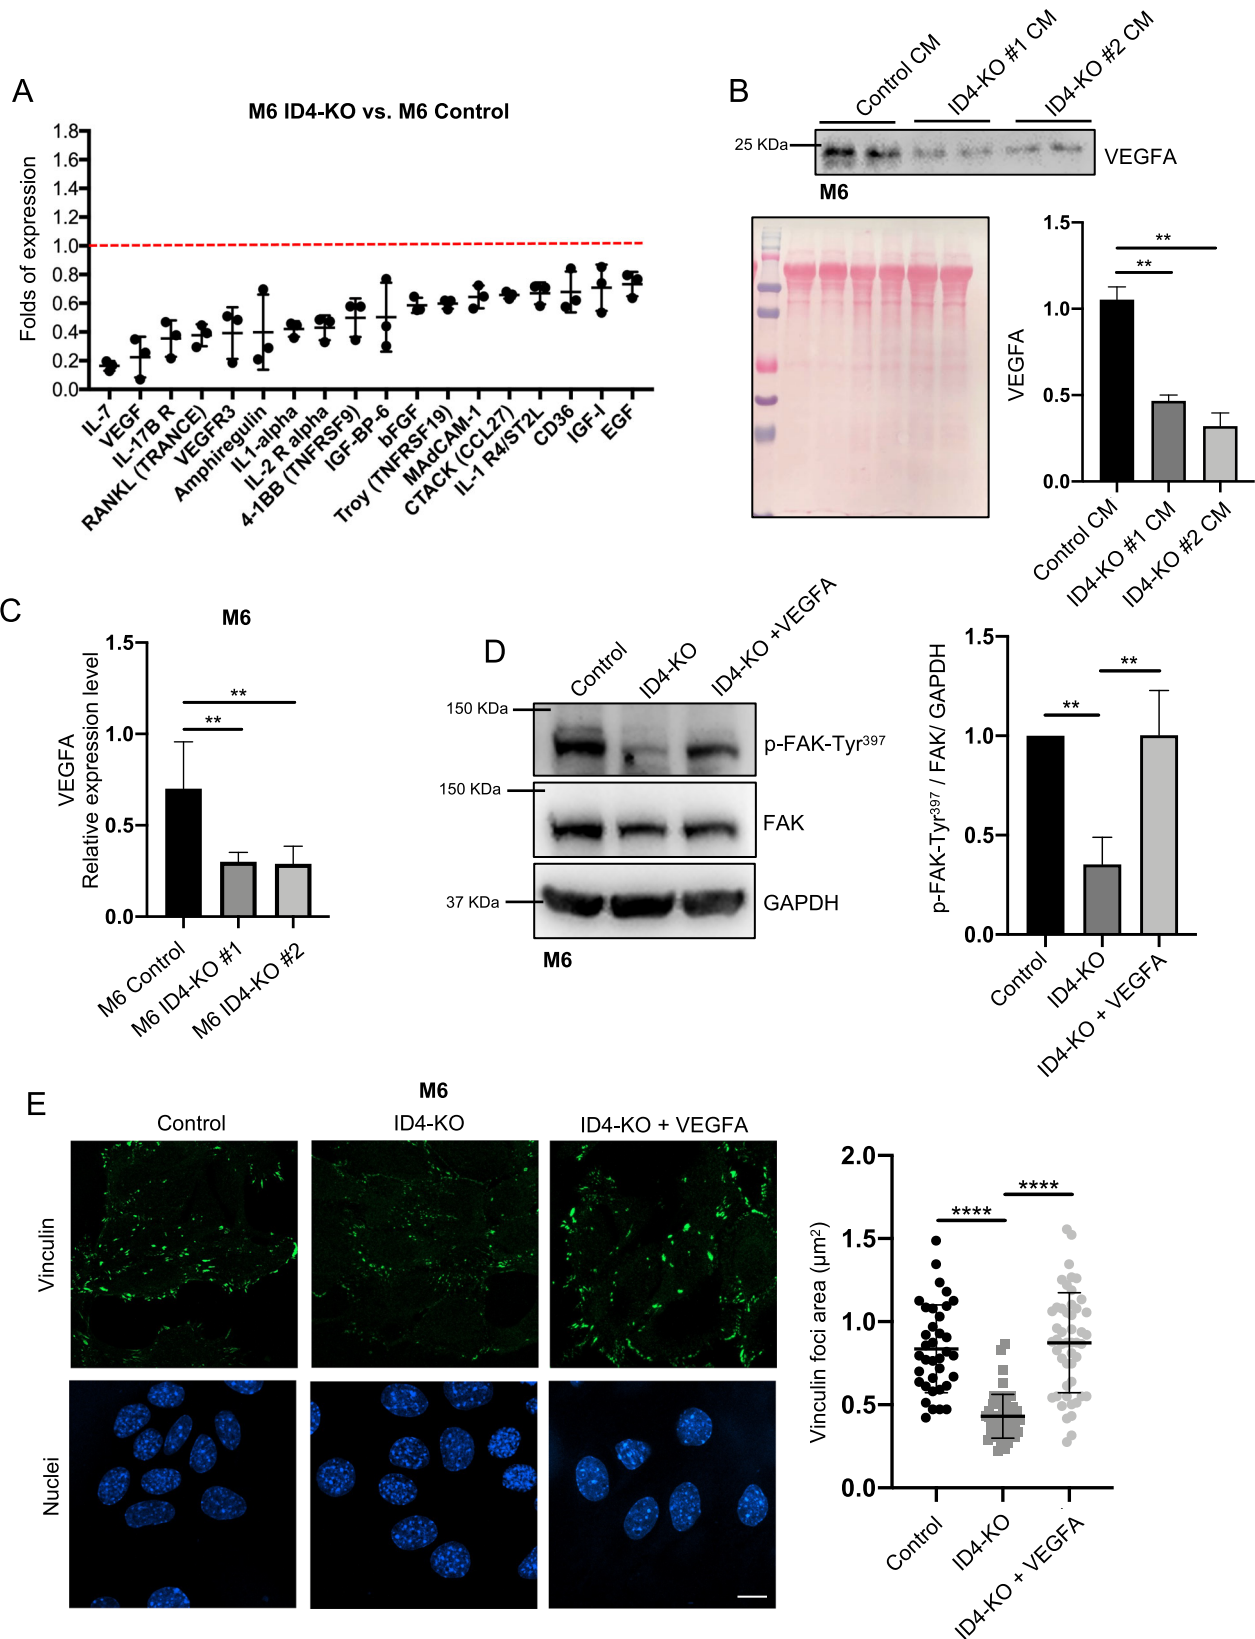 A
M6 ID4-KO vs. M6 Control
Folds of expression
1.8
1.6
1.4
1.2
1.0
0.8
0.6
0.4
0.2
0.0
IL-7
VEGF
IL-17B R
RANKL (TRANCE)
VEGFR3
Amphiregulin
IL1-alpha
IL-2 R alpha
4-1BB (TNFRSF9)
IGF-BP-6
bFGF
Troy (TNFRSF19)
MAdCAM-1
CTACK (CCL27)
IL-1 R4/ST2L
CD36
IGF-I
EGF
B
Control CM
ID4-KO #1 CM
ID4-KO #2 CM
25 KDa
VEGFA
M6
VEGFA
1.5
1.0
0.5
0.0
**
**
Control CM
ID4-KO #1 CM
ID4-KO #2 CM
C
M6
VEGFA
Relative expression level
1.5
1.0
0.5
0.0
**
**
M6 Control
M6 ID4-KO #1
M6 ID4-KO #2
D
Control
ID4-KO
ID4-KO +VEGFA
150 KDa
p-FAK-Tyr³⁹⁷
150 KDa
FAK
37 KDa
GAPDH
M6
p-FAK-Tyr³⁹⁷ / FAK/ GAPDH
1.5
1.0
0.5
0.0
**
**
Control
ID4-KO
ID4-KO + VEGFA
E
M6
Control
ID4-KO
ID4-KO + VEGFA
Vinculin
Nuclei
Vinculin foci area (µm²)
2.0
1.5
1.0
0.5
0.0
****
****
Control
ID4-KO
ID4-KO + VEGFA